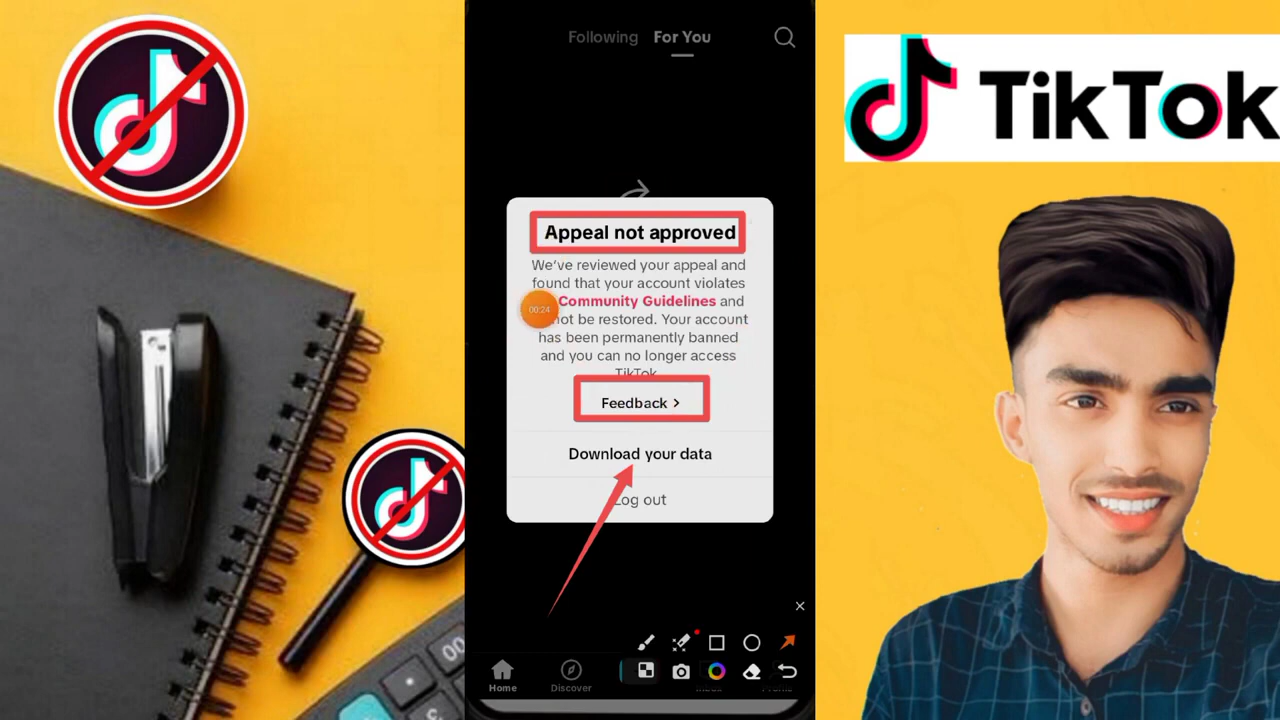 Following For You
TikTok
Appeal not approved
We've reviewed your appeal and
found that your account violates
Community Guidelines and
not be restored. Your account
has been permanently banned
and you can no longer access
TikTok
00:24
Feedback >
Download your data
Log out
Home
Discover
00
C